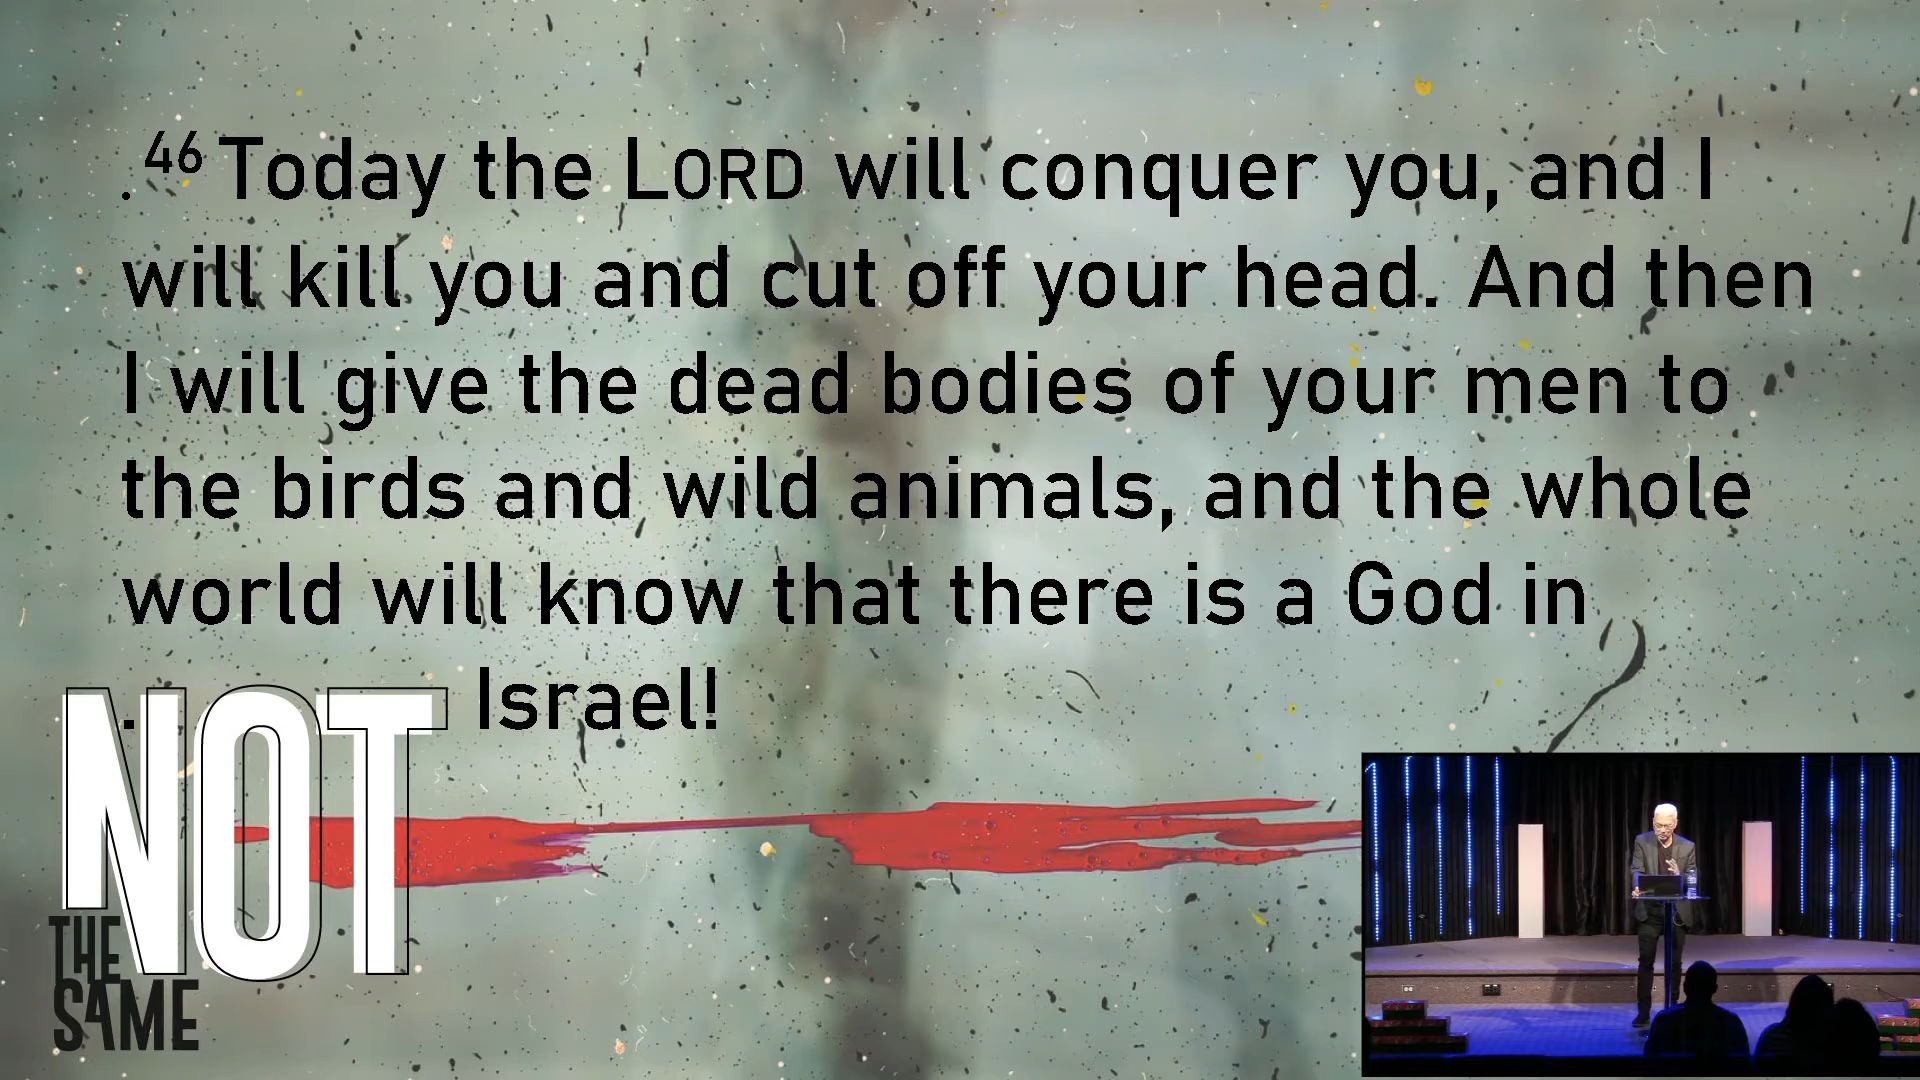 . 46 Today the LORD will conquer you, and I
will kill you and cut off your head. And then
I will give the dead bodies of your men to
the birds and wild animals, and the whole
world will know that there is a God in
. Israel!
NOT
THE
SAME